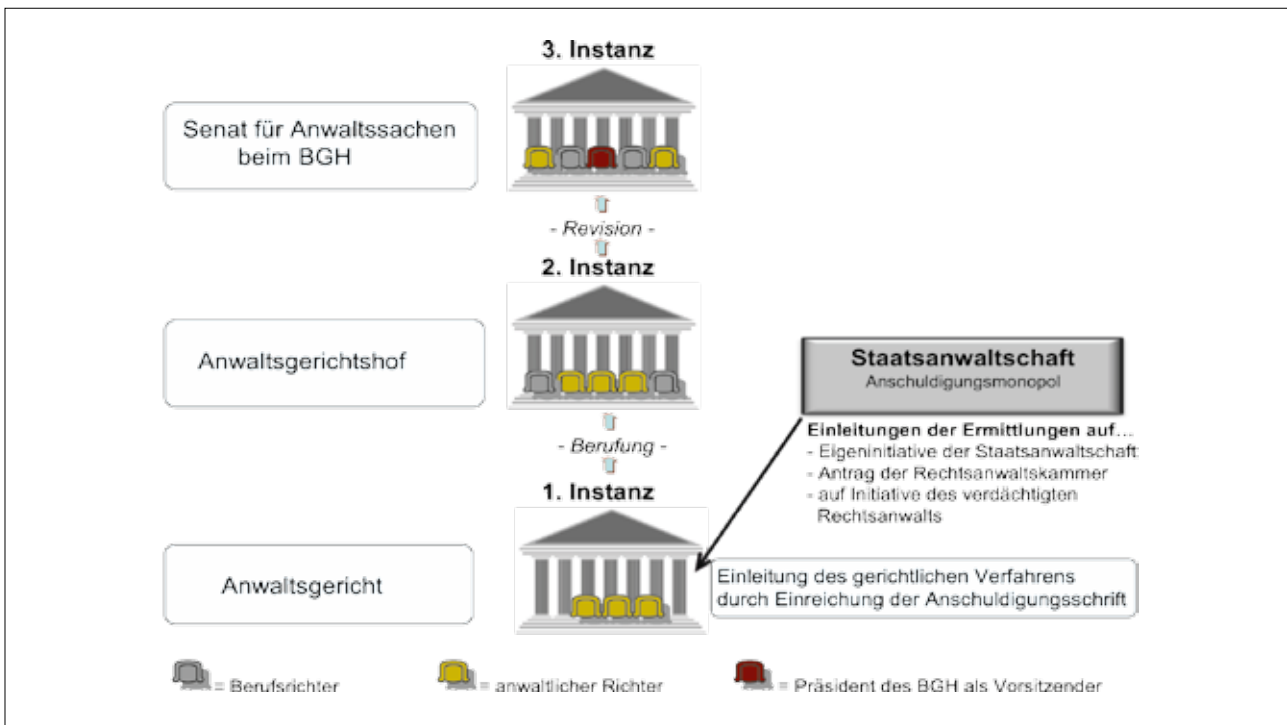 3. Instanz
Senat für Anwaltssachen
beim BGH
- Revision -
2. Instanz
Anwaltsgerichtshof
Staatsanwaltschaft
Anschuldigungsmonopol
Einleitungen der Ermittlungen auf...
- Eigeninitiative der Staatsanwaltschaft
- Antrag der Rechtsanwaltskammer
- auf Initiative des verdächtigten
Rechtsanwalts
- Berufung -
1. Instanz
Anwaltsgericht
Einleitung des gerichtlichen Verfahrens
durch Einreichung der Anschuldigungsschrift
= Berufsrichter
= anwaltlicher Richter
= Präsident des BGH als Vorsitzender